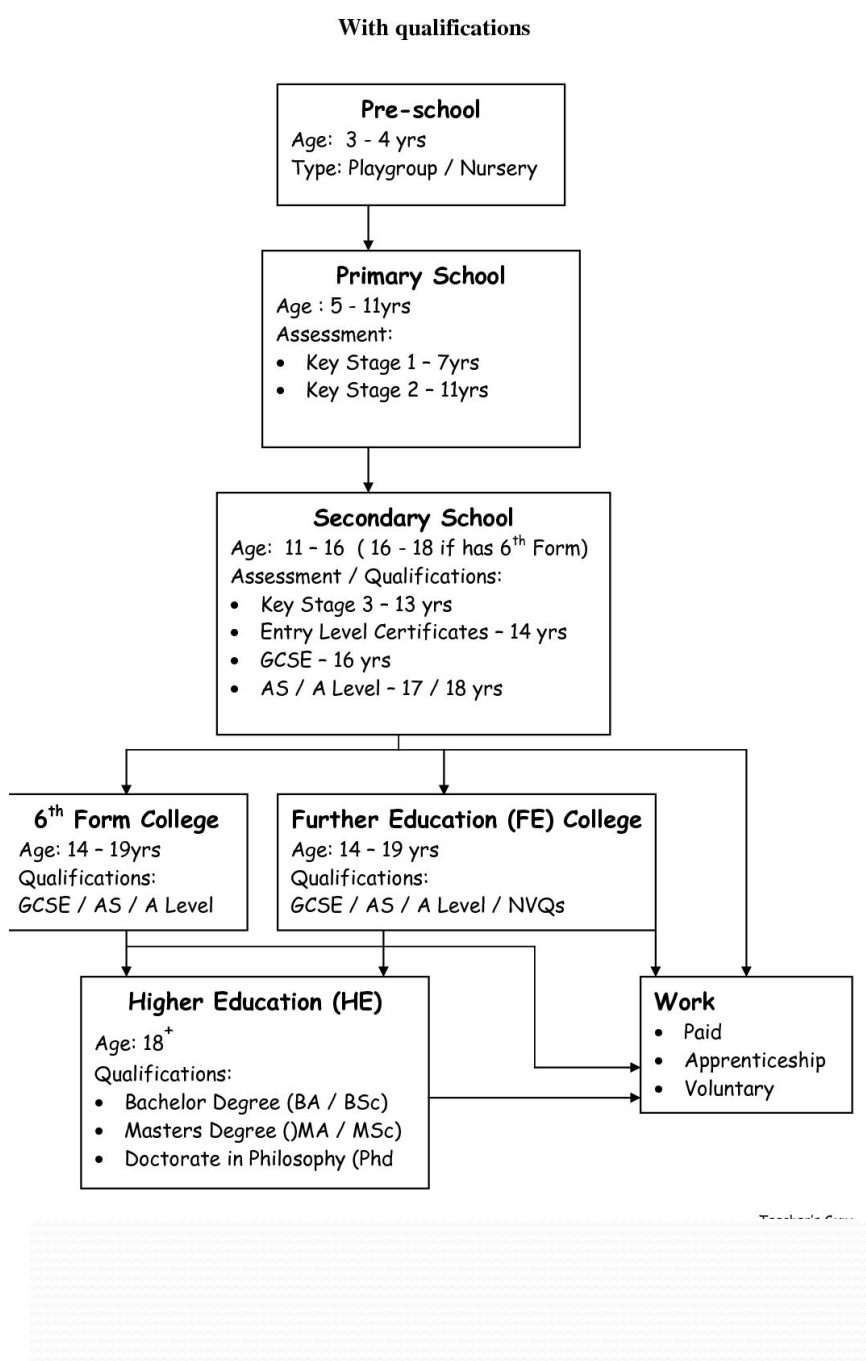 With qualifications
Pre-school
Age: 3 - 4 yrs
Type: Playgroup / Nursery
Primary School
Age : 5 - 11yrs
Assessment:
• Key Stage 1 – 7yrs
• Key Stage 2 – 11yrs
Secondary School
Age: 11 – 16 ( 16 - 18 if has 6th Form)
Assessment / Qualifications:
• Key Stage 3 – 13 yrs
• Entry Level Certificates – 14 yrs
• GCSE – 16 yrs
• AS / A Level – 17 / 18 yrs
6th Form College
Age: 14 – 19yrs
Qualifications:
GCSE / AS / A Level
Further Education (FE) College
Age: 14 – 19 yrs
Qualifications:
GCSE / AS / A Level / NVQs
Higher Education (HE)
Age: 18+
Qualifications:
• Bachelor Degree (BA / BSc)
• Masters Degree ()MA / MSc)
• Doctorate in Philosophy (Phd
Work
• Paid
• Apprenticeship
• Voluntary